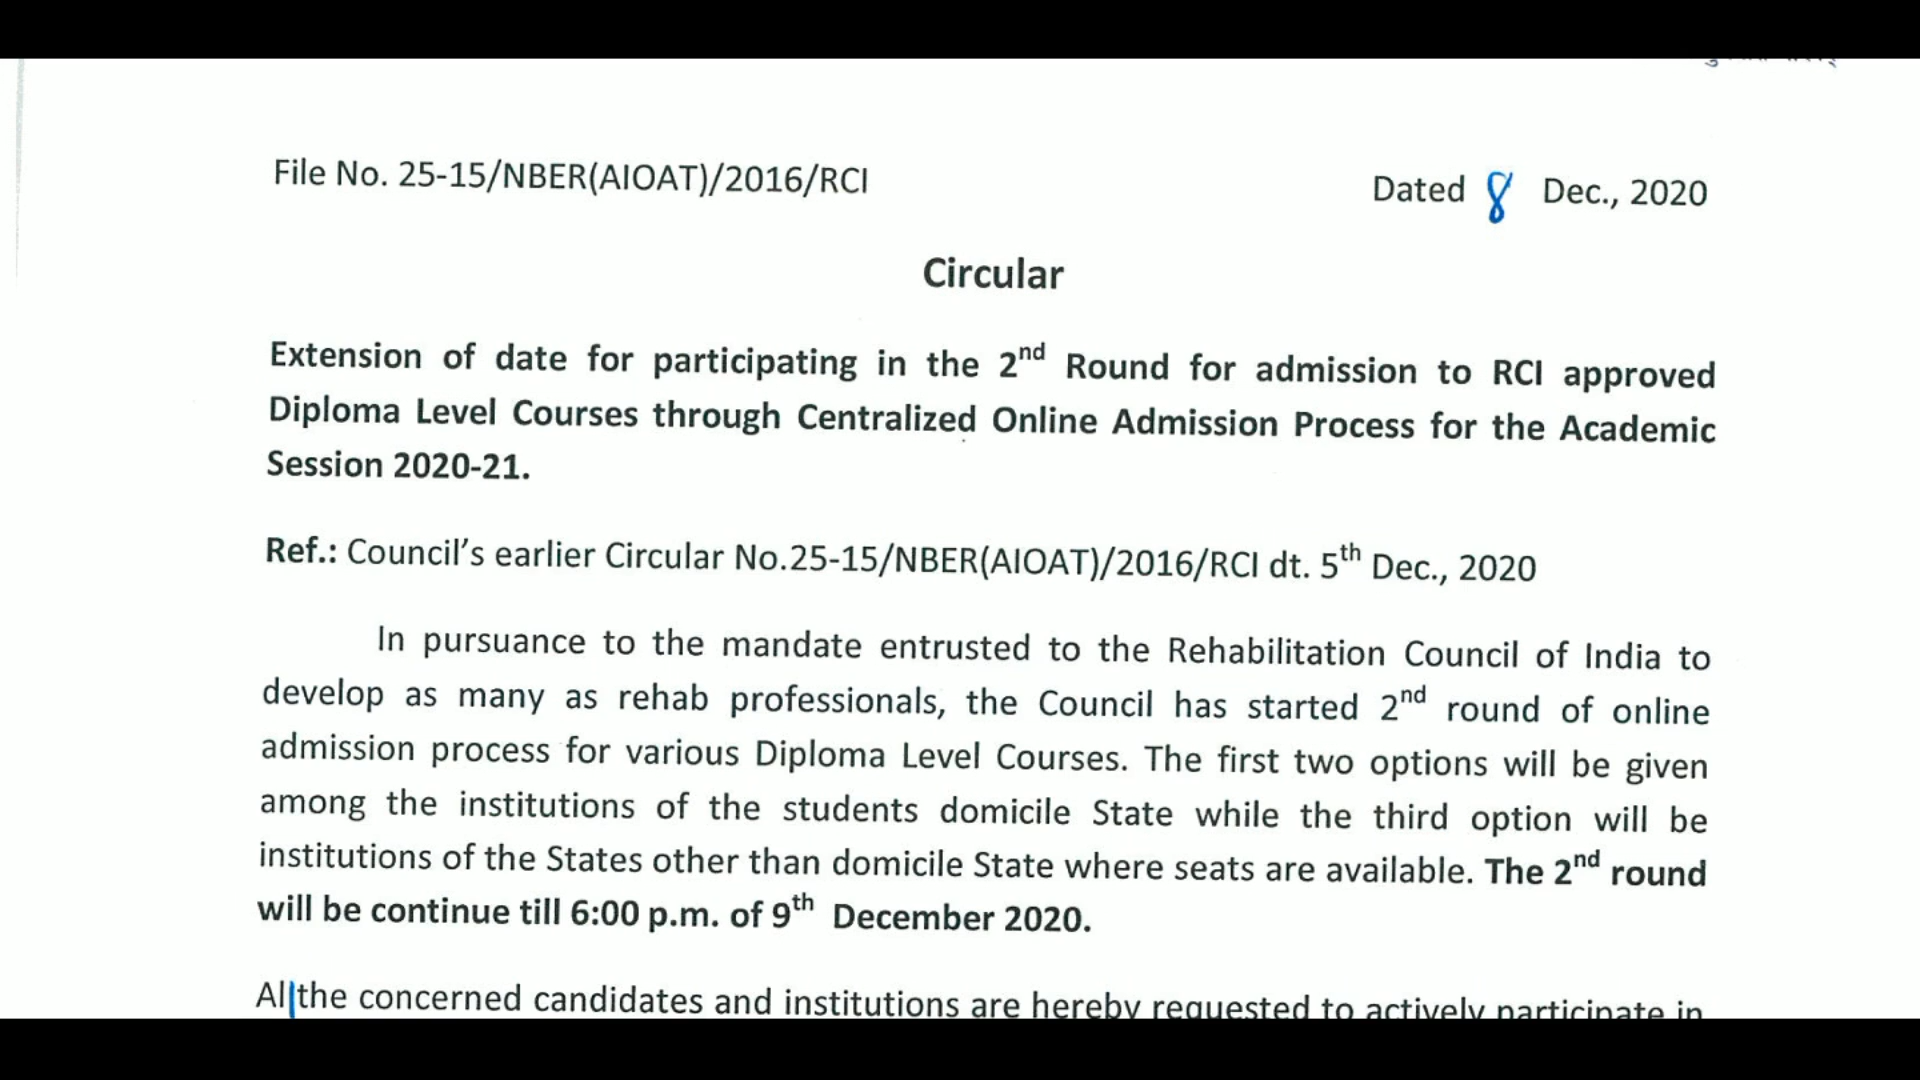 File No. 25-15/NBER(AIOAT)/2016/RCI
Dated 8 Dec., 2020
Circular
Extension of date for participating in the 2nd Round for admission to RCI approved
Diploma Level Courses through Centralized Online Admission Process for the Academic
Session 2020-21.
Ref.: Council’s earlier Circular No.25-15/NBER(AIOAT)/2016/RCI dt. 5th Dec., 2020
In pursuance to the mandate entrusted to the Rehabilitation Council of India to
develop as many as rehab professionals, the Council has started 2nd round of online
admission process for various Diploma Level Courses. The first two options will be given
among the institutions of the students domicile State while the third option will be
institutions of the States other than domicile State where seats are available. The 2nd round
will be continue till 6:00 p.m. of 9th December 2020.
All the concerned candidates and institutions are hereby requested to actively participate in